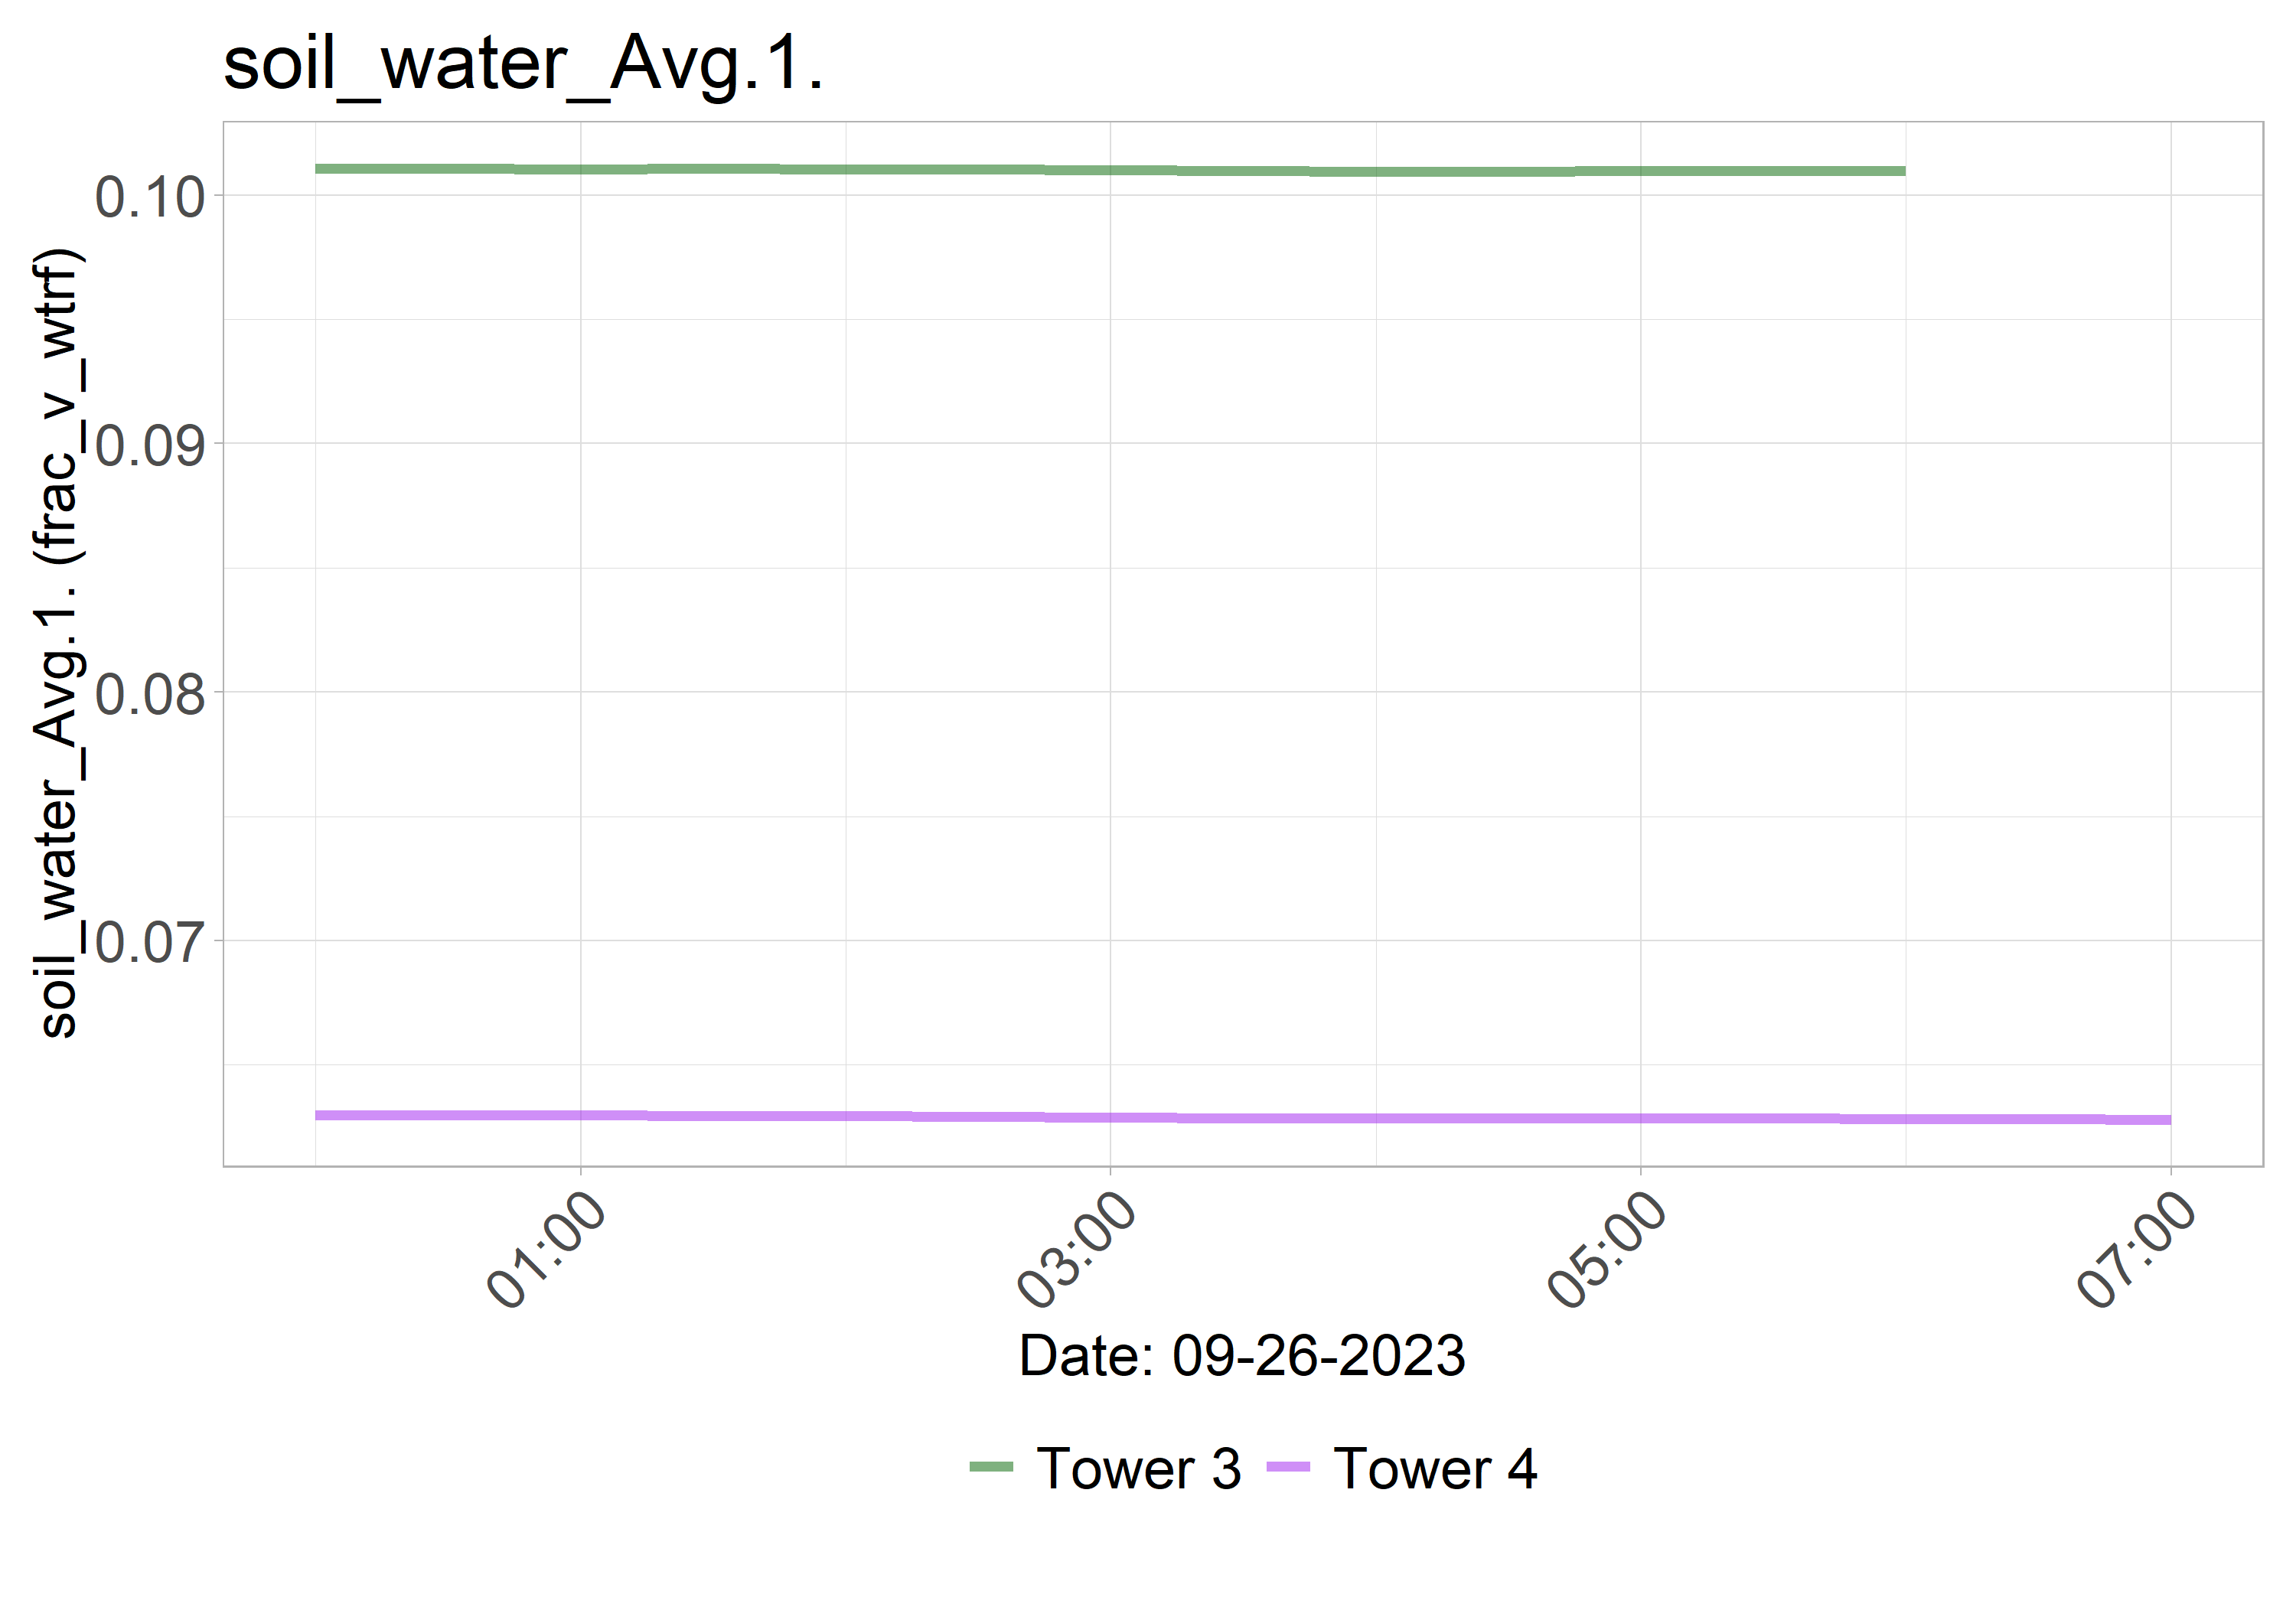 soil_water_Avg.1.
soil_water_Avg.1. (frac_v_wtrf)
0.10
0.09
0.08
0.07
01:00
03:00
05:00
07:00
Date: 09-26-2023
Tower 3
Tower 4